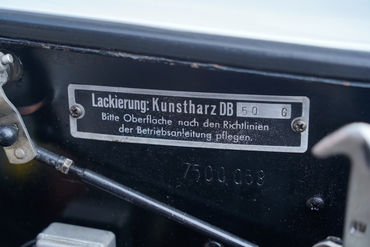 Lackierung: Kunstharz DB 50 G
Bitte Oberfläche nach den Richtlinien
der Betriebsanleitung pflegen.